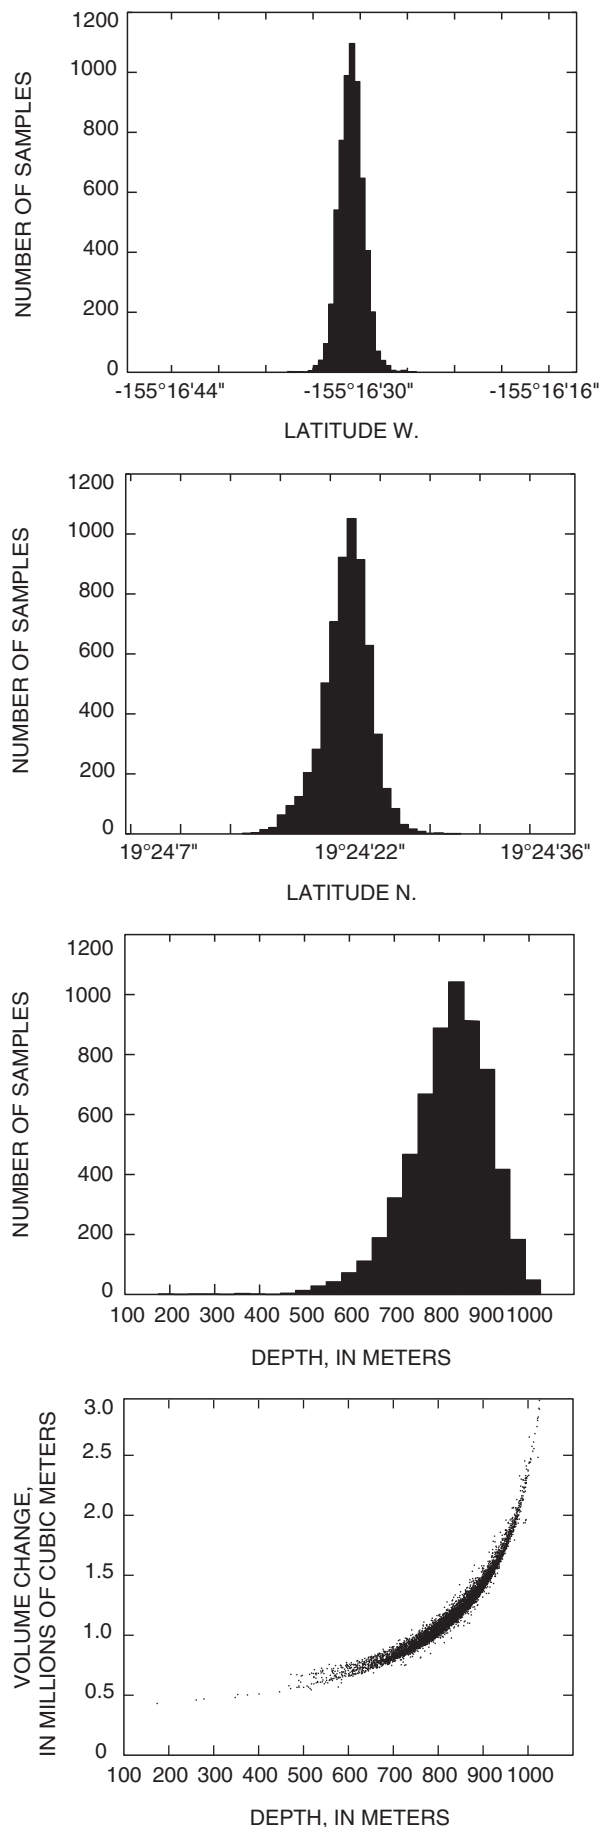 1200
1000
800
600
400
200
0
NUMBER OF SAMPLES
-155°16'44" -155°16'30" -155°16'16"
LATITUDE W.
1200
1000
800
600
400
200
0
NUMBER OF SAMPLES
19°24'7" 19°24'22" 19°24'36"
LATITUDE N.
1200
1000
800
600
400
200
0
NUMBER OF SAMPLES
100 200 300 400 500 600 700 800 900 1000
DEPTH, IN METERS
3.0
2.5
2.0
1.5
1.0
0.5
0
VOLUME CHANGE,
IN MILLIONS OF CUBIC METERS
100 200 300 400 500 600 700 800 900 1000
DEPTH, IN METERS